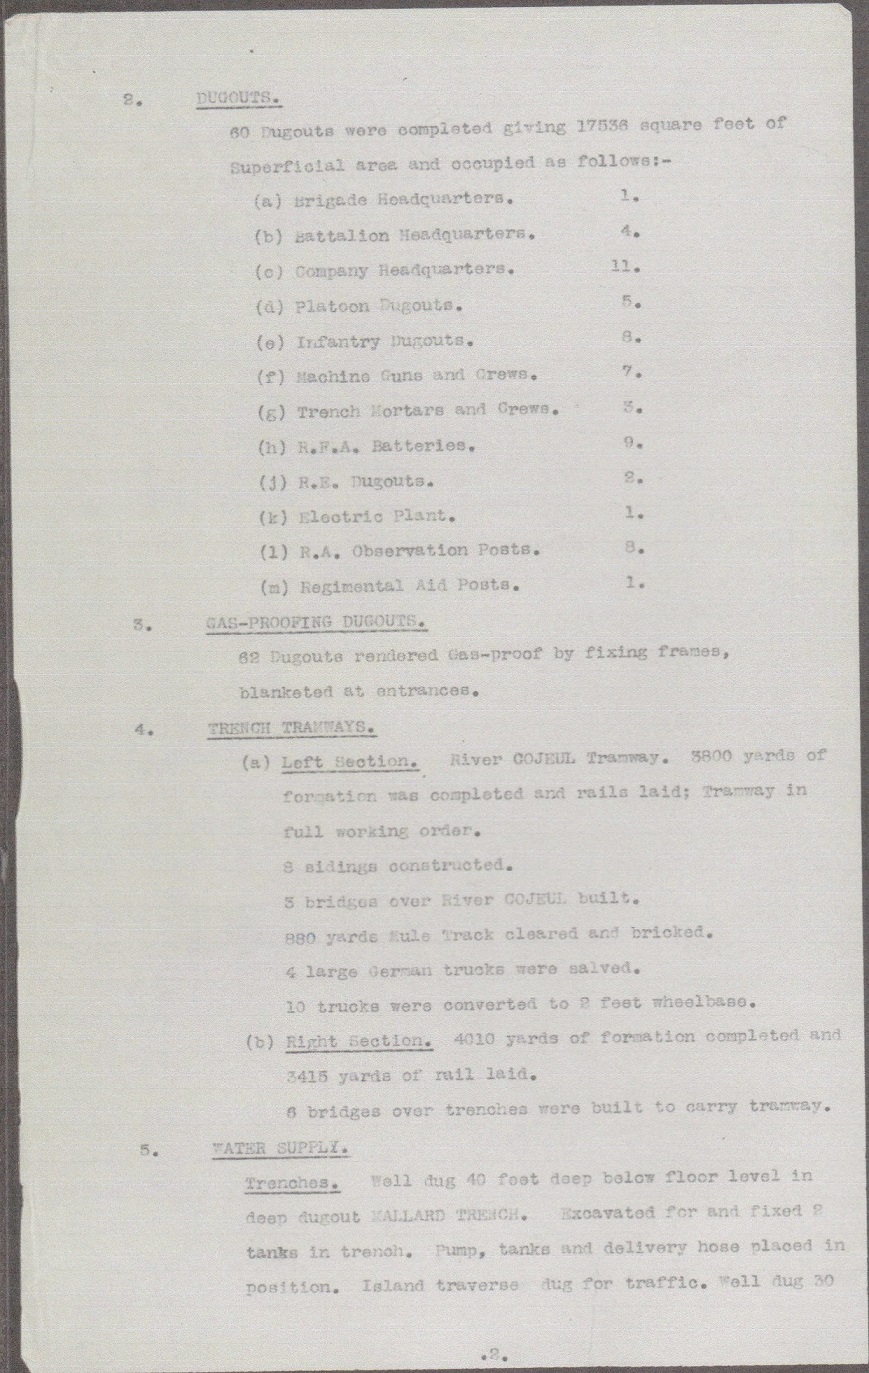 2. DUGOUTS.
60 Dugouts were completed giving 17536 square feet of
Superficial area and occupied as follows:-
(a) Brigade Headquarters. 1.
(b) Battalion Headquarters. 4.
(c) Company Headquarters. 11.
(d) Platoon Dugouts. 5.
(e) Infantry Dugouts. 8.
(f) Machine Guns and Crews. 7.
(g) Trench Mortars and Crews. 3.
(h) R.F.A. Batteries. 9.
(j) R.E. Dugouts. 2.
(k) Electric Plant. 1.
(l) R.A. Observation Posts. 8.
(m) Regimental Aid Posts. 1.
3. GAS-PROOFING DUGOUTS.
62 Dugouts rendered Gas-proof by fixing frames,
blanketed at entrances.
4. TRENCH TRAMWAYS.
(a) Left Section. River COJEUL Tramway. 3800 yards of
formation was completed and rails laid; Tramway in
full working order.
8 sidings constructed.
3 bridges over River COJEUL built.
880 yards Mule Track cleared and bricked.
4 large German trucks were salved.
10 trucks were converted to 2 feet wheelbase.
(b) Right Section. 4010 yards of formation completed and
3415 yards of rail laid.
6 bridges over trenches were built to carry tramway.
5. WATER SUPPLY.
Trenches. Well dug 40 feet deep below floor level in
deep dugout MALLARD TRENCH. Excavated for and fixed 2
tanks in trench. Pump, tanks and delivery hose placed in
position. Island traverse dug for traffic. Well dug 30
.2.